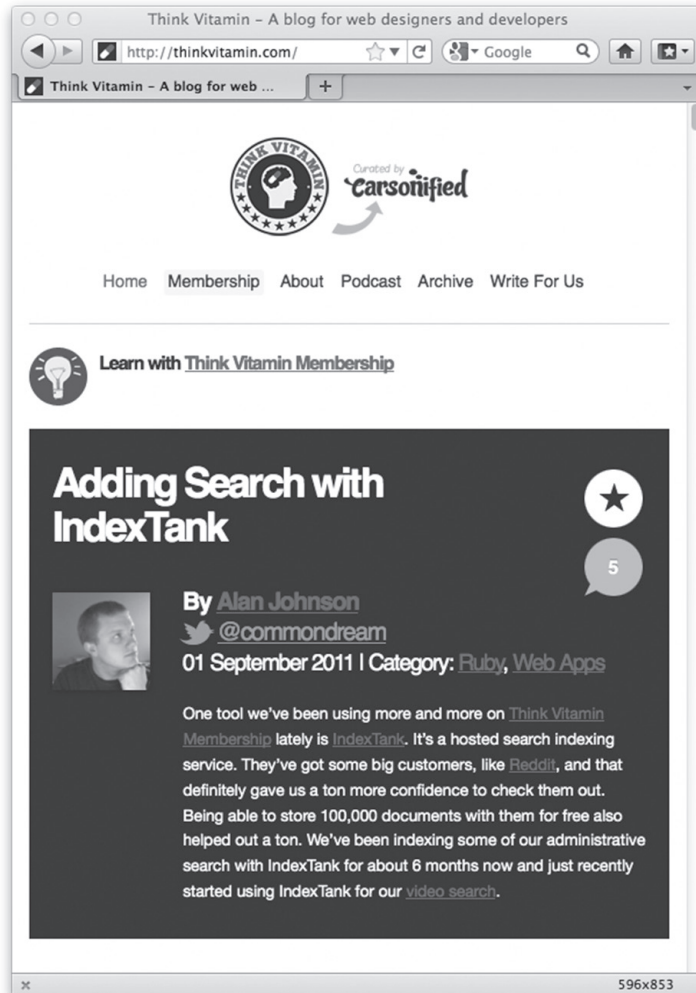 Think Vitamin – A blog for web designers and developers
http://thinkvitamin.com/
Google
Think Vitamin – A blog for web ...
THINK VITAMIN
Curated by
Carsonified
Home Membership About Podcast Archive Write For Us
Learn with Think Vitamin Membership
Adding Search with
IndexTank
5
By Alan Johnson
@commondream
01 September 2011 | Category: Ruby, Web Apps
One tool we've been using more and more on Think Vitamin
Membership lately is IndexTank. It's a hosted search indexing
service. They've got some big customers, like Reddit, and that
definitely gave us a ton more confidence to check them out.
Being able to store 100,000 documents with them for free also
helped out a ton. We've been indexing some of our administrative
search with IndexTank for about 6 months now and just recently
started using IndexTank for our video search.
596x853